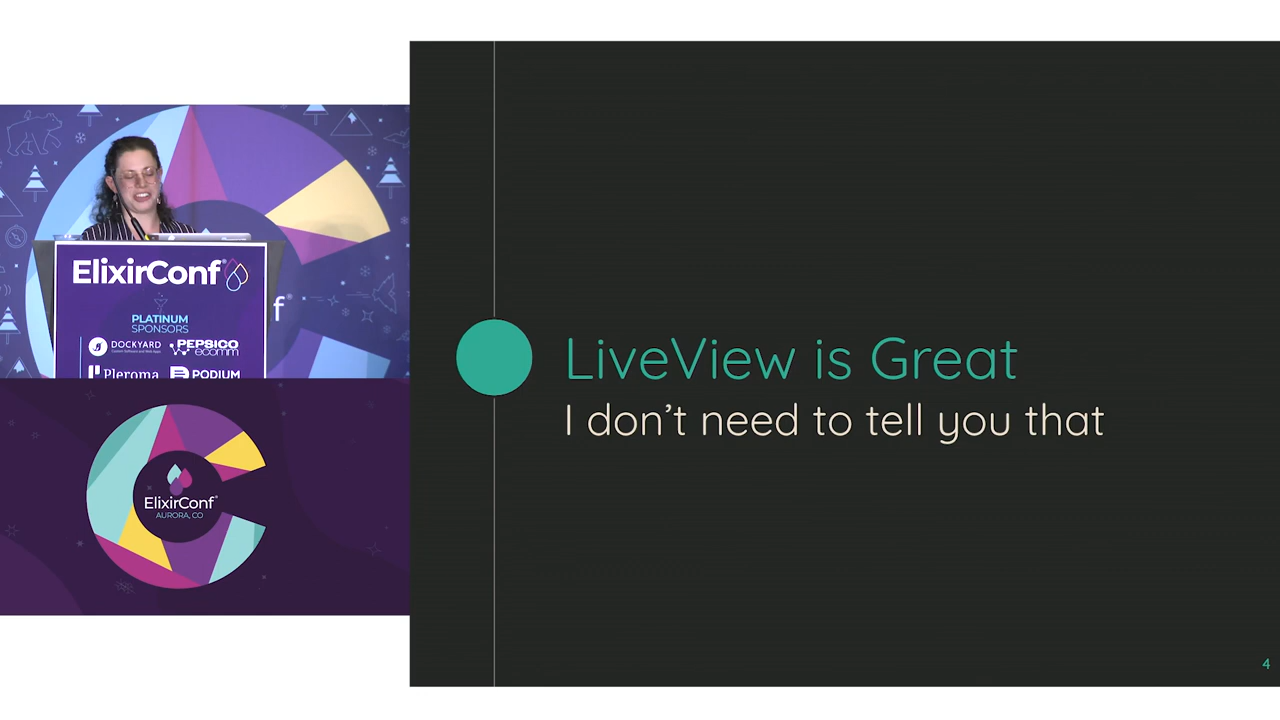 ElixirConf
PLATINUM
SPONSORS
DOCKYARD
PEPSICO
ecomm
Pleroma
PODIUM
f
ElixirConf
AURORA, CO
LiveView is Great
I don't need to tell you that
4